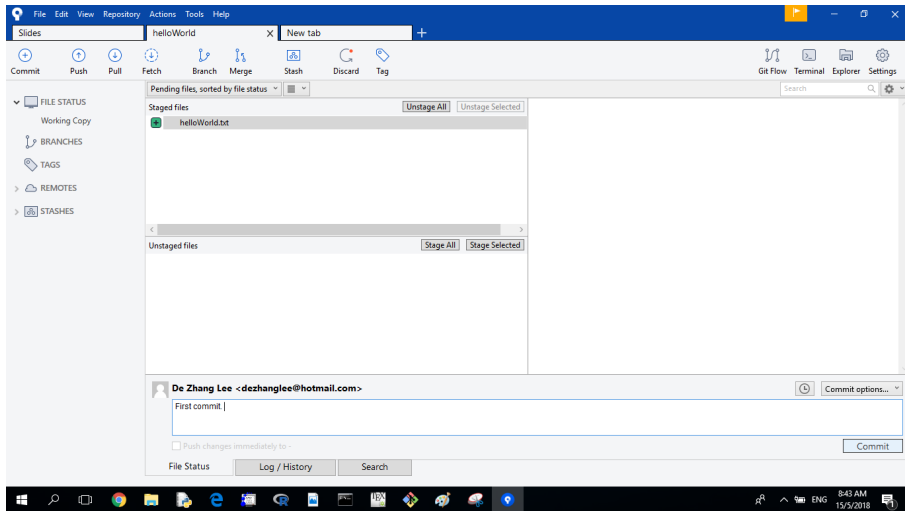 File Edit View Repository Actions Tools Help
Slides helloWorld New tab
Commit Push Pull Fetch Branch Merge Stash Discard Tag Git Flow Terminal Explorer Settings
Pending files, sorted by file status Search
FILE STATUS
Working Copy
BRANCHES
TAGS
REMOTES
STASHES
Staged files Unstage All Unstage Selected
helloWorld.txt
Unstaged files Stage All Stage Selected
De Zhang Lee <dezhanglee@hotmail.com> Commit options...
First commit.
Push changes immediately to -
Commit
File Status Log / History Search
ENG 8:43 AM
15/5/2018